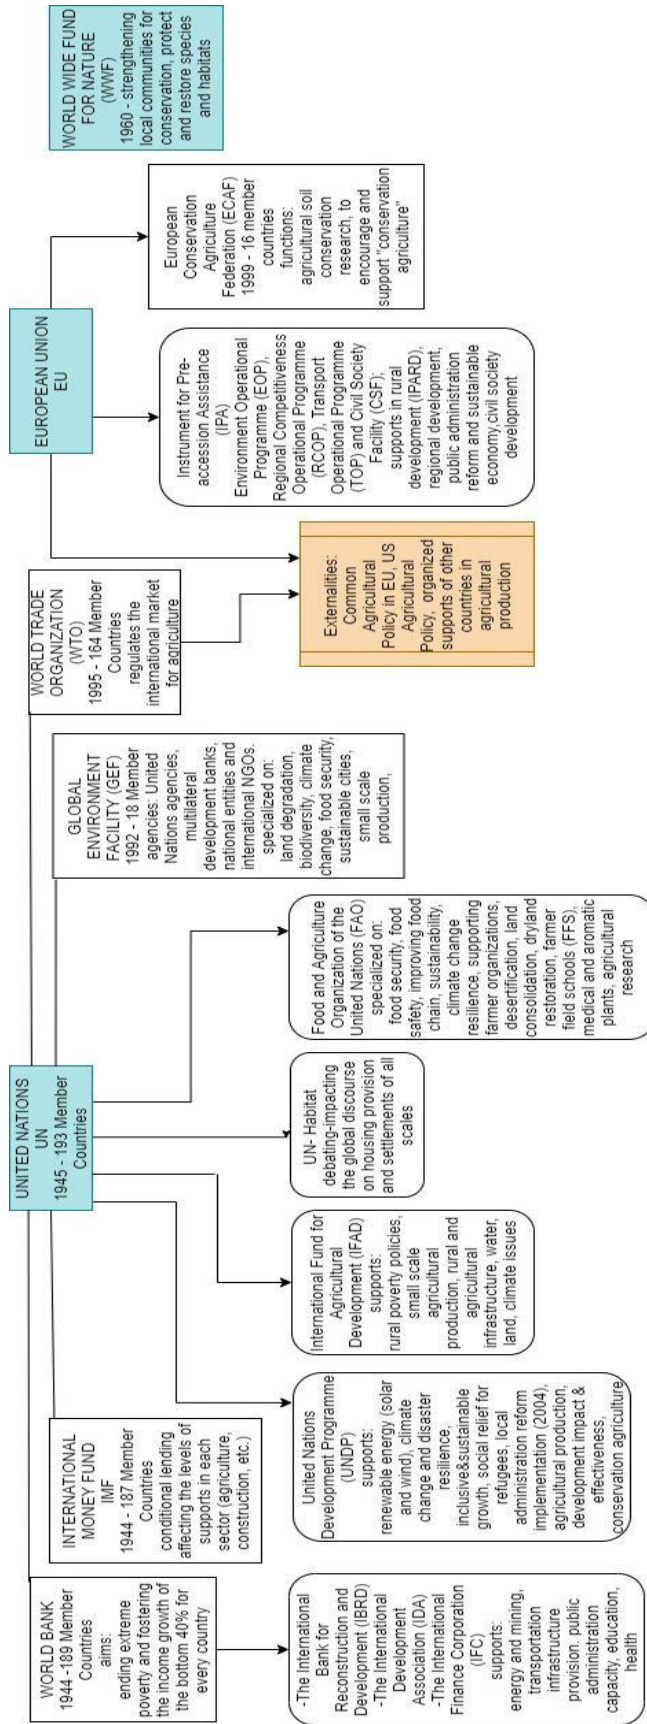 WORLD BANK
1944 -189 Member
Countries
aims:
ending extreme
poverty and fostering
the income growth of
the bottom 40% for
every country
-The International
Bank for
Reconstruction and
Development (IBRD)
-The International
Development
Association (IDA)
-The International
Finance Corporation
(IFC)
supports:
energy and mining,
transportation
infrastructure
provision. public
administration
capacity, education,
health
INTERNATIONAL
MONEY FUND
IMF
1944 - 187 Member
Countries
conditional lending
affecting the levels of
supports in each
sector (agriculture,
construction, etc.)
United Nations
Development Programme
(UNDP)
supports:
renewable energy (solar
and wind), climate
change and disaster
resilience,
inclusive&sustainable
growth, social relief for
refugees, local
administration reform
implementation (2004),
agricultural production,
development impact &
effectiveness,
conservation agriculture
International Fund for
Agricultural
Development (IFAD)
supports:
rural poverty policies,
small scale
agricultural
production, rural and
agricultural
infrastructure, water,
land, climate issues
UNITED NATIONS
UN
1945 - 193 Member
Countries
UN- Habitat
debating-impacting
the global discourse
on housing provision
and settlements of all
scales
Food and Agriculture
Organization of the
United Nations (FAO)
specialized on:
food security, food
safety, improving food
chain, sustainability,
climate change
resilience, supporting
farmer organizations,
desertification, land
consolidation, dryland
restoration, farmer
field schools (FFS),
medical and aromatic
plants, agricultural
research
GLOBAL
ENVIRONMENT
FACILITY (GEF)
1992 - 18 Member
agencies: United
Nations agencies,
multilateral
development banks,
national entities and
international NGOs.
specialized on:
land degradation,
biodiversity, climate
change, food security,
sustainable cities,
small scale
production,
WORLD TRADE
ORGANIZATION
(WTO)
1995 - 164 Member
Countries
regulates the
international market
for agriculture
Externalities:
Common
Agricultural
Policy in EU, US
Agricultural
Policy, organized
supports of other
countries in
agricultural
production
EUROPEAN UNION
EU
Instrument for Pre-
accession Assistance
(IPA)
Environment Operational
Programme (EOP),
Regional Competitiveness
Operational Programme
(RCOP), Transport
Operational Programme
(TOP) and Civil Society
Facility (CSF);
supports in rural
development (IPARD),
regional development,
public administration
reform and sustainable
economy,civil society
development
European
Conservation
Agriculture
Federation (ECAF)
1999 - 16 member
countries
functions:
agricultural soil
conservation
research, to
encourage and
support "conservation
agriculture"
WORLD WIDE FUND
FOR NATURE
(WWF)
1960 - strengthening
local communities for
conservation, protect
and restore species
and habitats